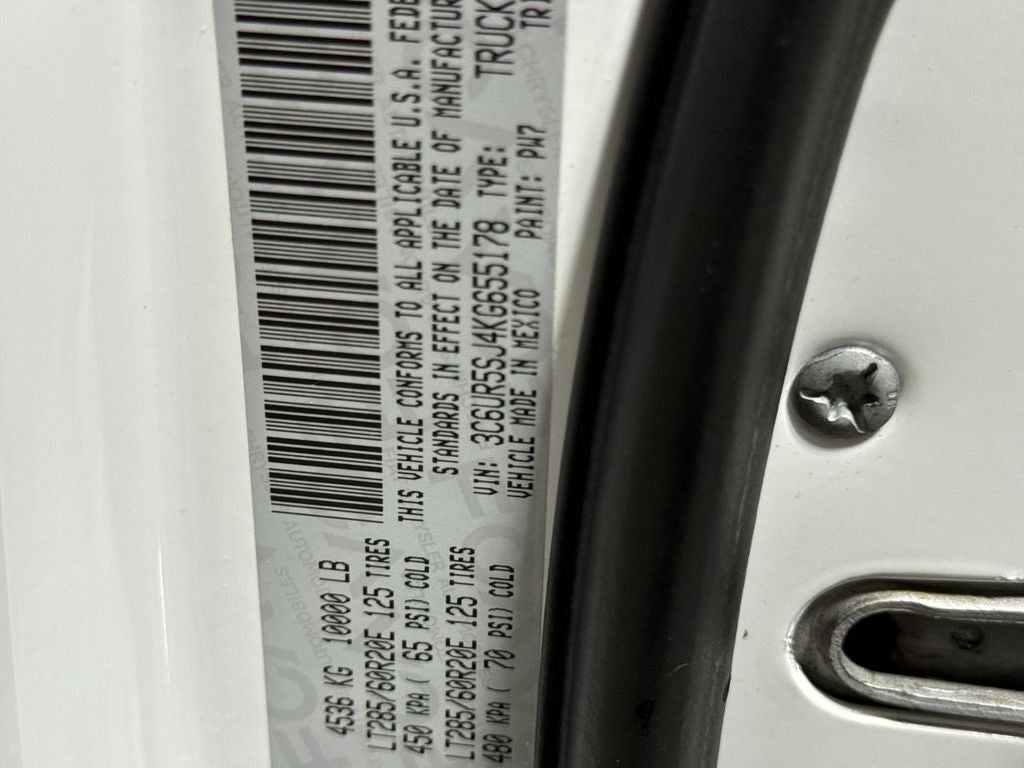 4536 KG 10000 LB
LT285/60R20E 125 TIRES
450 KPA ( 65 PSI) COLD
LT285/60R20E 125 TIRES
480 KPA ( 70 PSI) COLD
THIS VEHICLE CONFORMS TO ALL APPLICABLE U.S.A. FEDE
STANDARDS IN EFFECT ON THE DATE OF MANUFACTUR
VIN: 3C6UR5SJ4KG655178 TYPE: TRUCK
VEHICLE MADE IN MEXICO PAINT: PW7 TRI